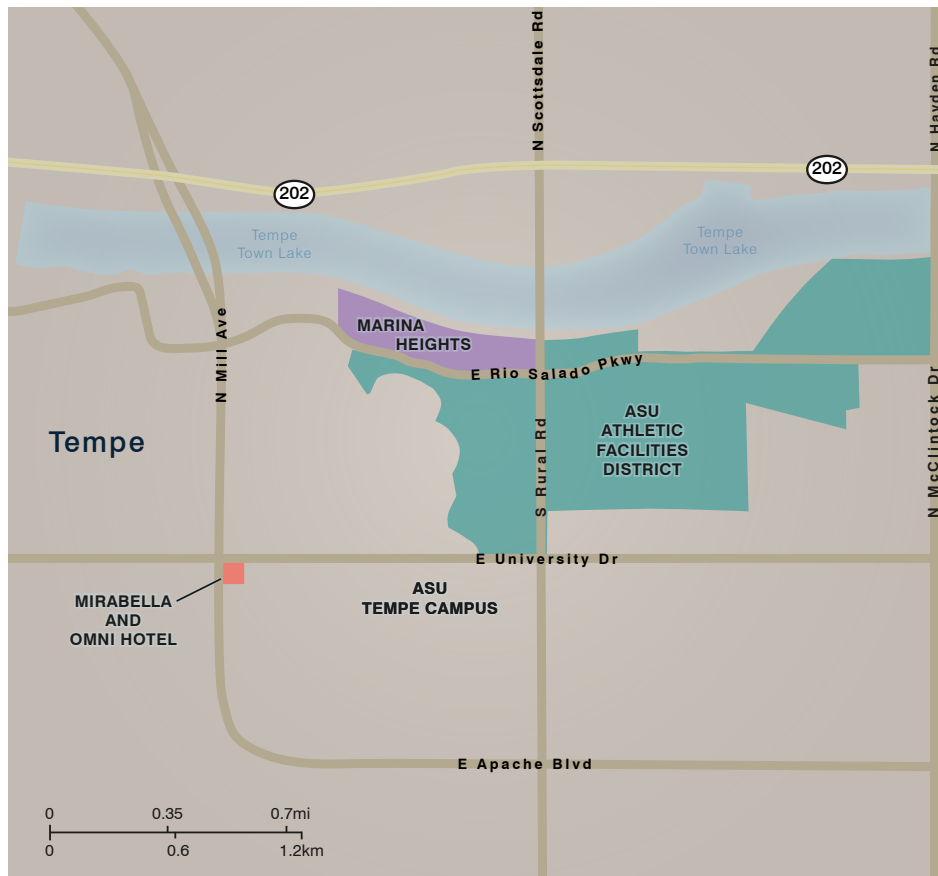 N Scottsdale Rd
N Hayden Rd
202
202
Tempe
Town Lake
Tempe
Town Lake
N Mill Ave
MARINA
HEIGHTS
E Rio Salado Pkwy
Tempe
ASU
ATHLETIC
FACILITIES
DISTRICT
S Rural Rd
N McClintock Dr
E University Dr
MIRABELLA
AND
OMNI HOTEL
ASU
TEMPE CAMPUS
E Apache Blvd
0 0.35 0.7mi
0 0.6 1.2km